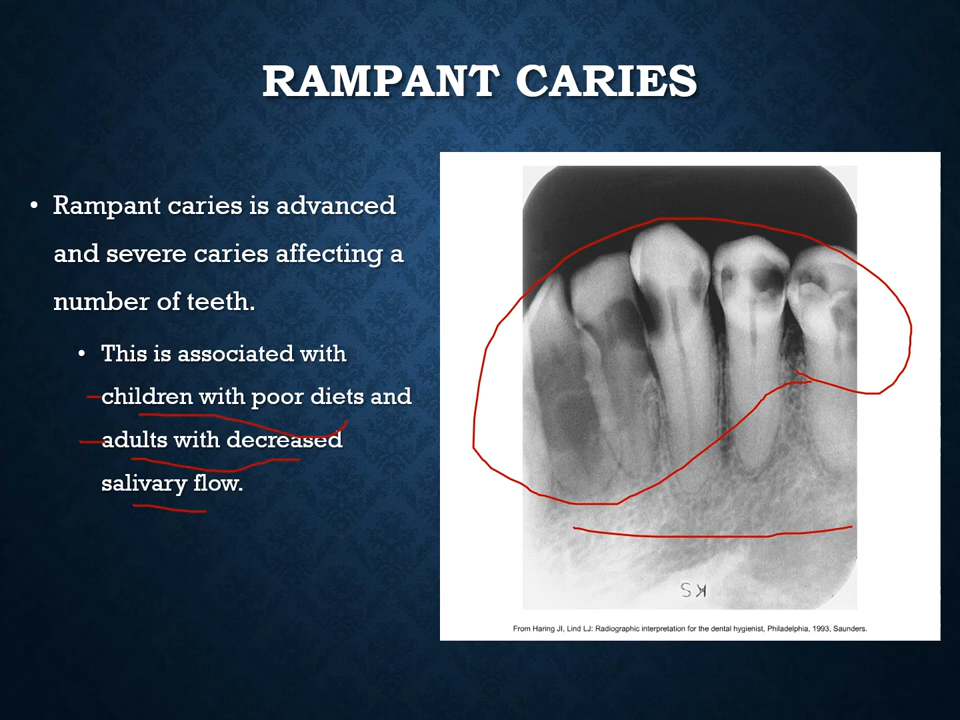 RAMPANT CARIES
• Rampant caries is advanced
and severe caries affecting a
number of teeth.
• This is associated with
children with poor diets and
adults with decreased
salivary flow.
KS
From Haring JI, Lind LJ: Radiographic interpretation for the dental hygienist, Philadelphia, 1993, Saunders.